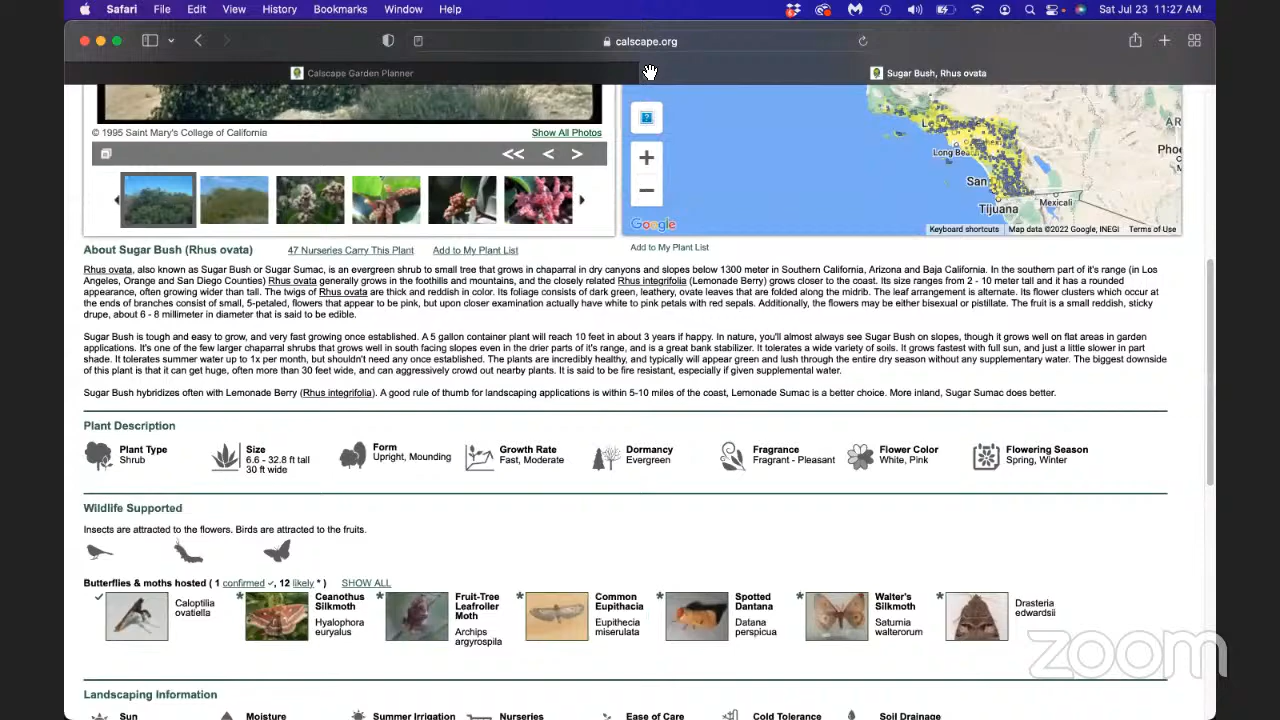 Safari File Edit View History Bookmarks Window Help Sat Jul 23 11:27 AM
calscape.org
Calscape Garden Planner
Sugar Bush, Rhus ovata
© 1995 Saint Mary's College of California
Show All Photos
Long Beach
San
Tijuana
Mexicali
AR
Phoe
Google
Keyboard shortcuts Map data ©2022 Google, INEGI Terms of Use
About Sugar Bush (Rhus ovata) 47 Nurseries Carry This Plant Add to My Plant List
Add to My Plant List
Rhus ovata, also known as Sugar Bush or Sugar Sumac, is an evergreen shrub to small tree that grows in chaparral in dry canyons and slopes below 1300 meter in Southern California, Arizona and Baja California. In the southern part of it's range (in Los
Angeles, Orange and San Diego Counties) Rhus ovata generally grows in the foothills and mountains, and the closely related Rhus integrifolia (Lemonade Berry) grows closer to the coast. Its size ranges from 2 - 10 meter tall and it has a rounded
appearance, often growing wider than tall. The twigs of Rhus ovata are thick and reddish in color. Its foliage consists of dark green, leathery, ovate leaves that are folded along the midrib. The leaf arrangement is alternate. Its flower clusters which occur at
the ends of branches consist of small, 5-petaled, flowers that appear to be pink, but upon closer examination actually have white to pink petals with red sepals. Additionally, the flowers may be either bisexual or pistillate. The fruit is a small reddish, sticky
drupe, about 6 - 8 millimeter in diameter that is said to be edible.
Sugar Bush is tough and easy to grow, and very fast growing once established. A 5 gallon container plant will reach 10 feet in about 3 years if happy. In nature, you'll almost always see Sugar Bush on slopes, though it grows well on flat areas in garden
applications. It's one of the few larger chaparral shrubs that grows well in south facing slopes even in the drier parts of it's range, and is a great bank stabilizer. It tolerates a wide variety of soils. It grows fastest with full sun, and just a little slower in part
shade. It tolerates summer water up to 1x per month, but shouldn't need any once established. The plants are incredibly healthy, and typically will appear green and lush through the entire dry season without any supplementary water. The biggest downside
of this plant is that it can get huge, often more than 30 feet wide, and can aggressively crowd out nearby plants. It is said to be fire resistant, especially if given supplemental water.
Sugar Bush hybridizes often with Lemonade Berry (Rhus integrifolia). A good rule of thumb for landscaping applications is within 5-10 miles of the coast, Lemonade Sumac is a better choice. More inland, Sugar Sumac does better.
Plant Description
Plant Type
Shrub
Size
6.6 - 32.8 ft tall
30 ft wide
Form
Upright, Mounding
Growth Rate
Fast, Moderate
Dormancy
Evergreen
Fragrance
Fragrant - Pleasant
Flower Color
White, Pink
Flowering Season
Spring, Winter
Wildlife Supported
Insects are attracted to the flowers. Birds are attracted to the fruits.
Butterflies & moths hosted ( 1 confirmed ✓, 12 likely * ) SHOW ALL
Caloptilia
ovatiella
Ceanothus
Silkmoth
Hyalophora
euryalus
Fruit-Tree
Leafroller
Moth
Archips
argyrospila
Common
Eupithecia
Eupithecia
miserulata
Spotted
Dantana
Datana
perspicua
Walter's
Silkmoth
Saturnia
walterorum
Drasteria
edwardsii
zoom
Landscaping Information
Sun Moisture Summer Irrigation Nurseries Ease of Care Cold Tolerance Soil Drainage